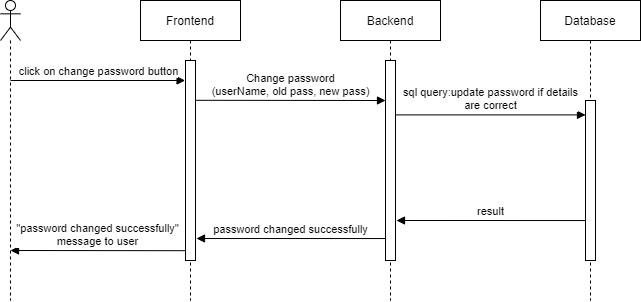 Frontend
Backend
Database
click on change password button
Change password
(userName, old pass, new pass)
sql query:update password if details
are correct
result
password changed successfully
"password changed successfully"
message to user